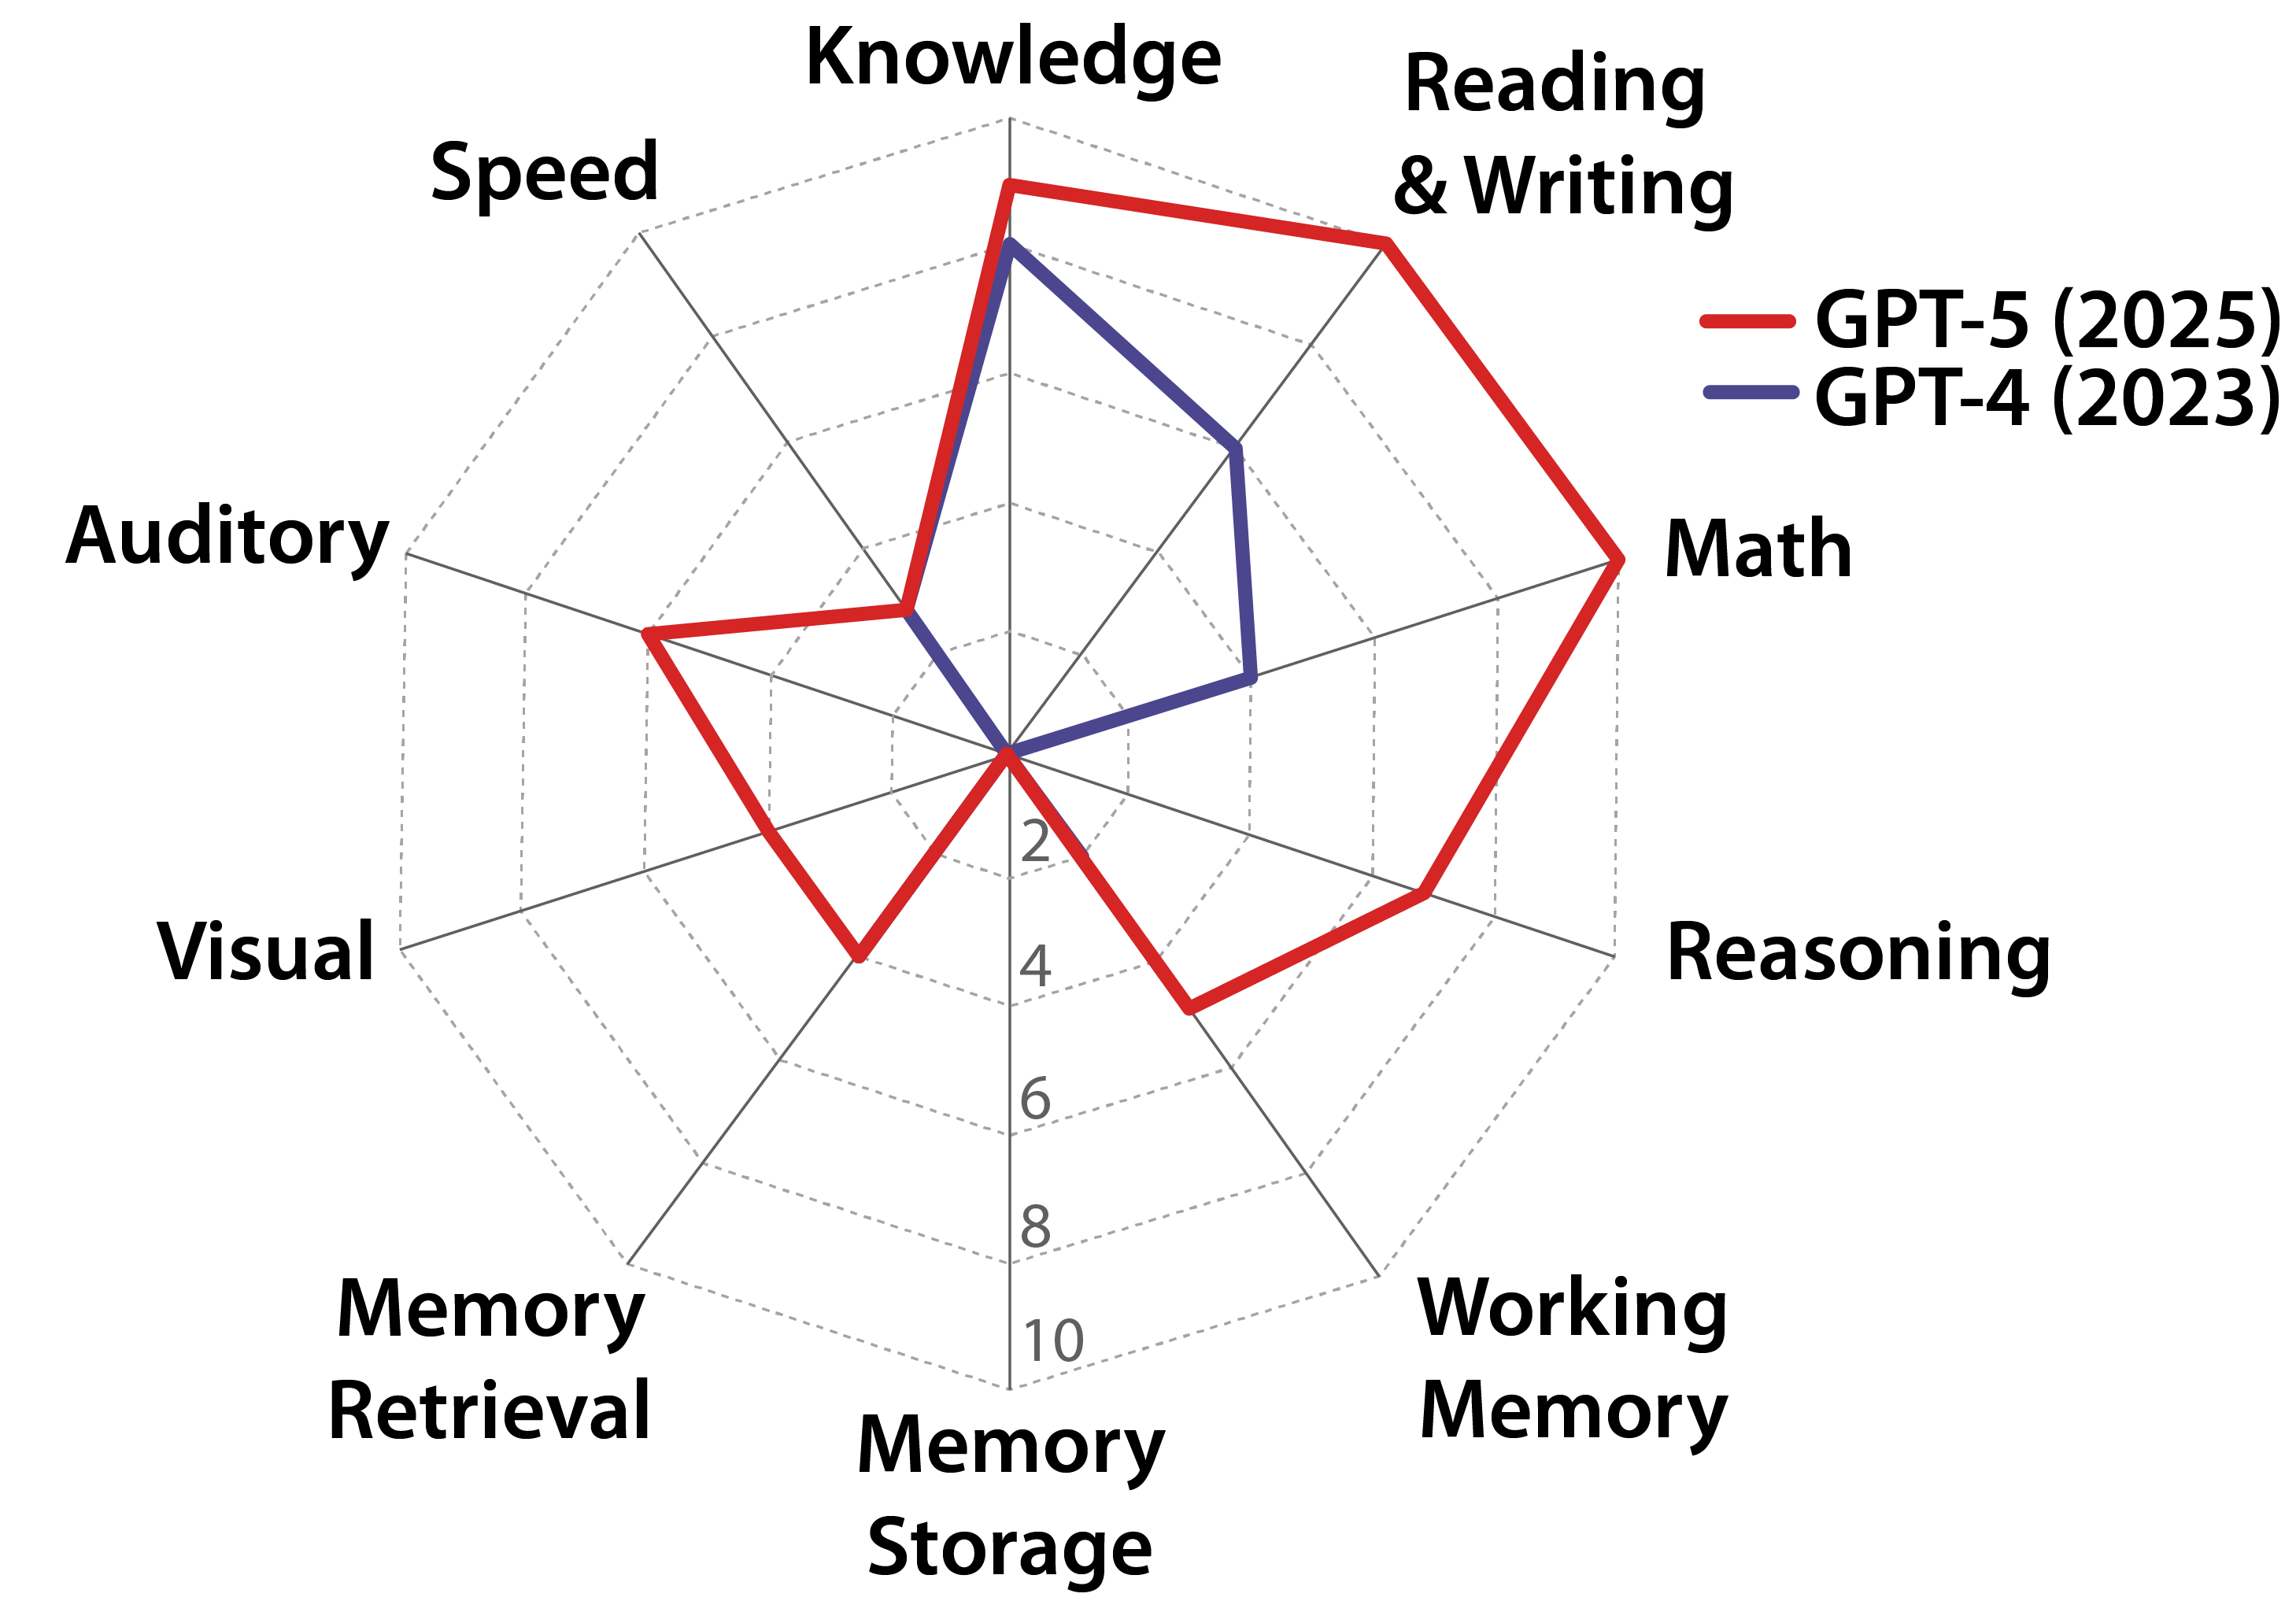 Knowledge
Reading
& Writing
Speed
GPT-5 (2025)
GPT-4 (2023)
Auditory
Math
2
Visual
4
Reasoning
6
8
Memory
Retrieval
10
Working
Memory
Memory
Storage